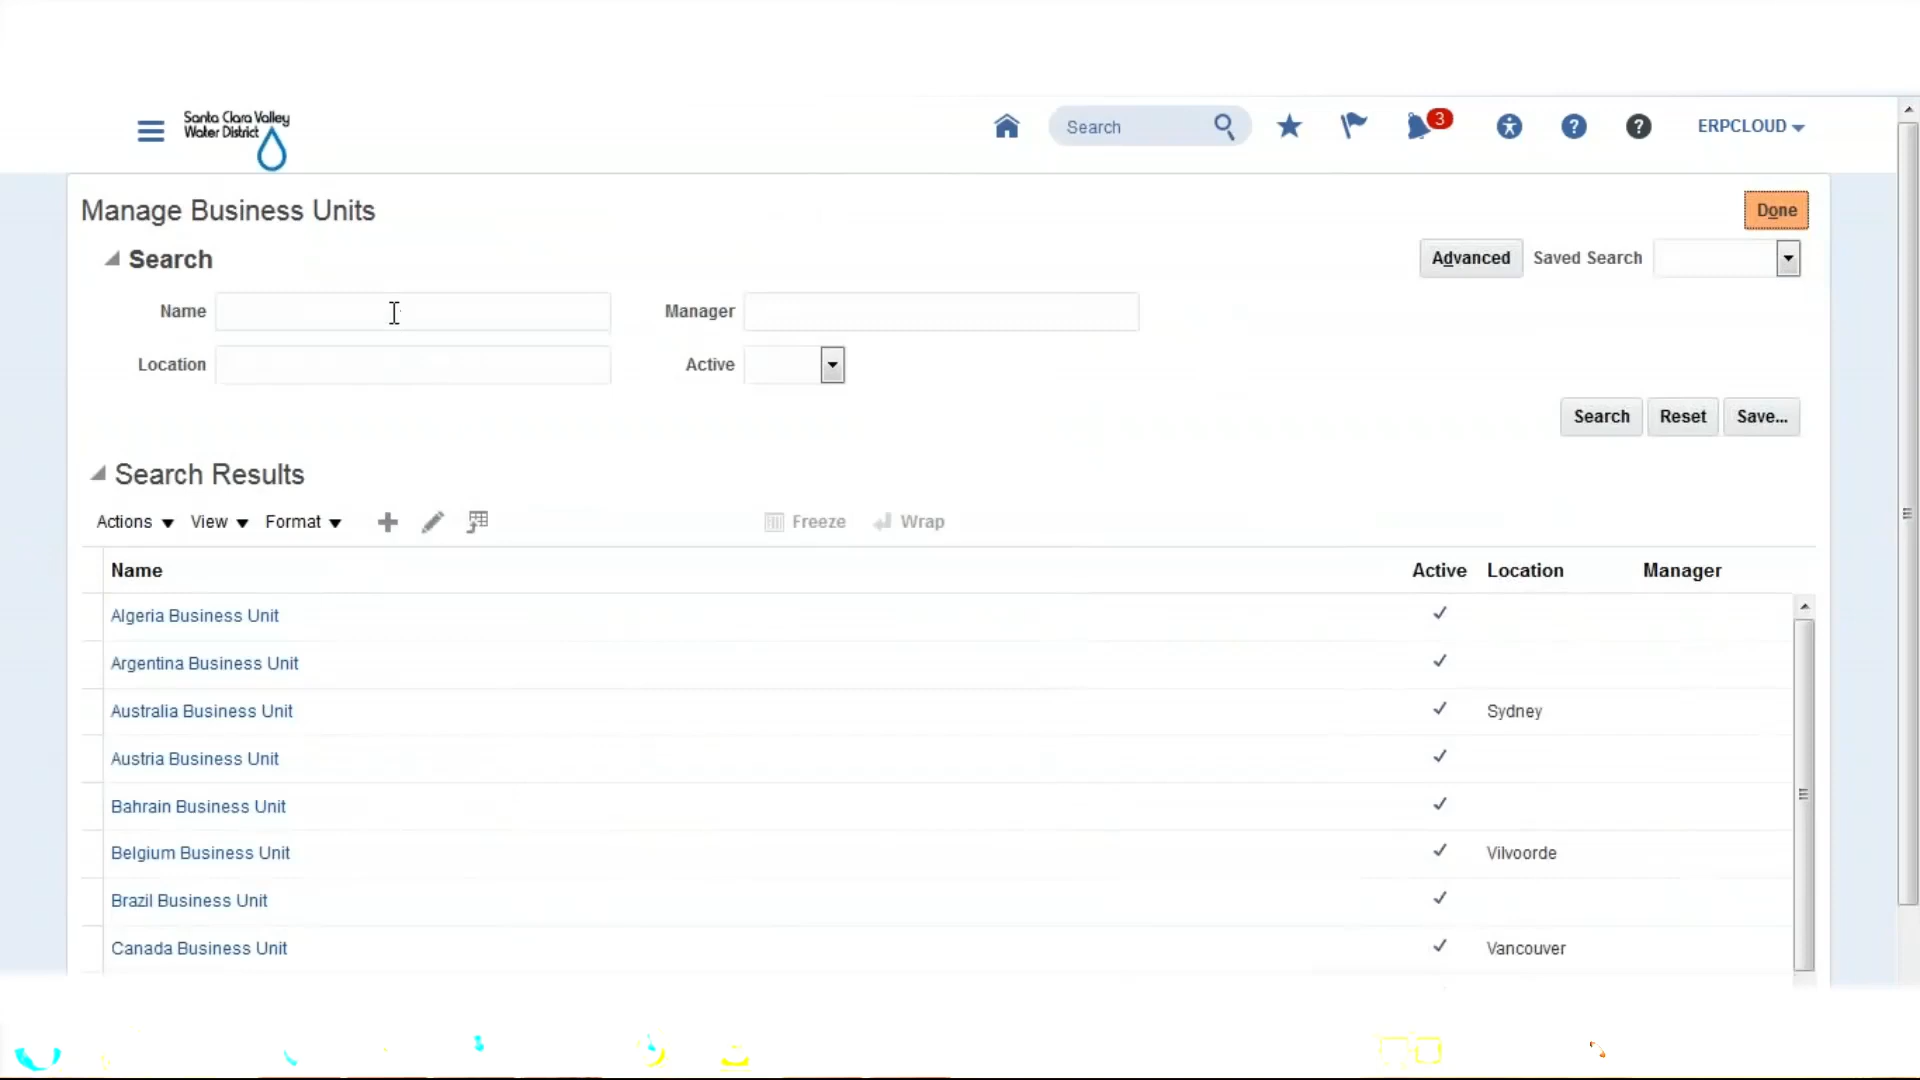 Santa Clara Valley
Water District
Search
3
? ?
ERPCLOUD
Manage Business Units
Done
Search
Advanced Saved Search
Name Manager
Location Active
Search Reset Save...
Search Results
Actions View Format Freeze Wrap
Name Active Location Manager
Algeria Business Unit
Argentina Business Unit
Australia Business Unit Sydney
Austria Business Unit
Bahrain Business Unit
Belgium Business Unit Vilvoorde
Brazil Business Unit
Canada Business Unit Vancouver